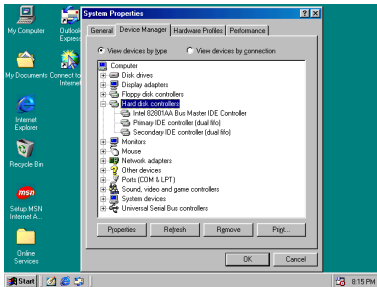 System Properties
General
Device Manager
Hardware Profiles
Performance
View devices by type
View devices by connection
Computer
Disk drives
Display adapters
Floppy disk controllers
Hard disk controllers
Intel 82801AA Bus Master IDE Controller
Primary IDE controller (dual fifo)
Secondary IDE controller (dual fifo)
Monitors
Mouse
Network adapters
Other devices
Ports (COM & LPT)
Sound, video and game controllers
System devices
Universal Serial Bus controllers
Properties
Refresh
Remove
Print...
OK
Cancel
My Computer
Outlook
Express
My Documents
Connect to
Internet
Internet
Explorer
Recycle Bin
msn
Setup MSN
Internet A...
Online
Services
Start
8:15 PM